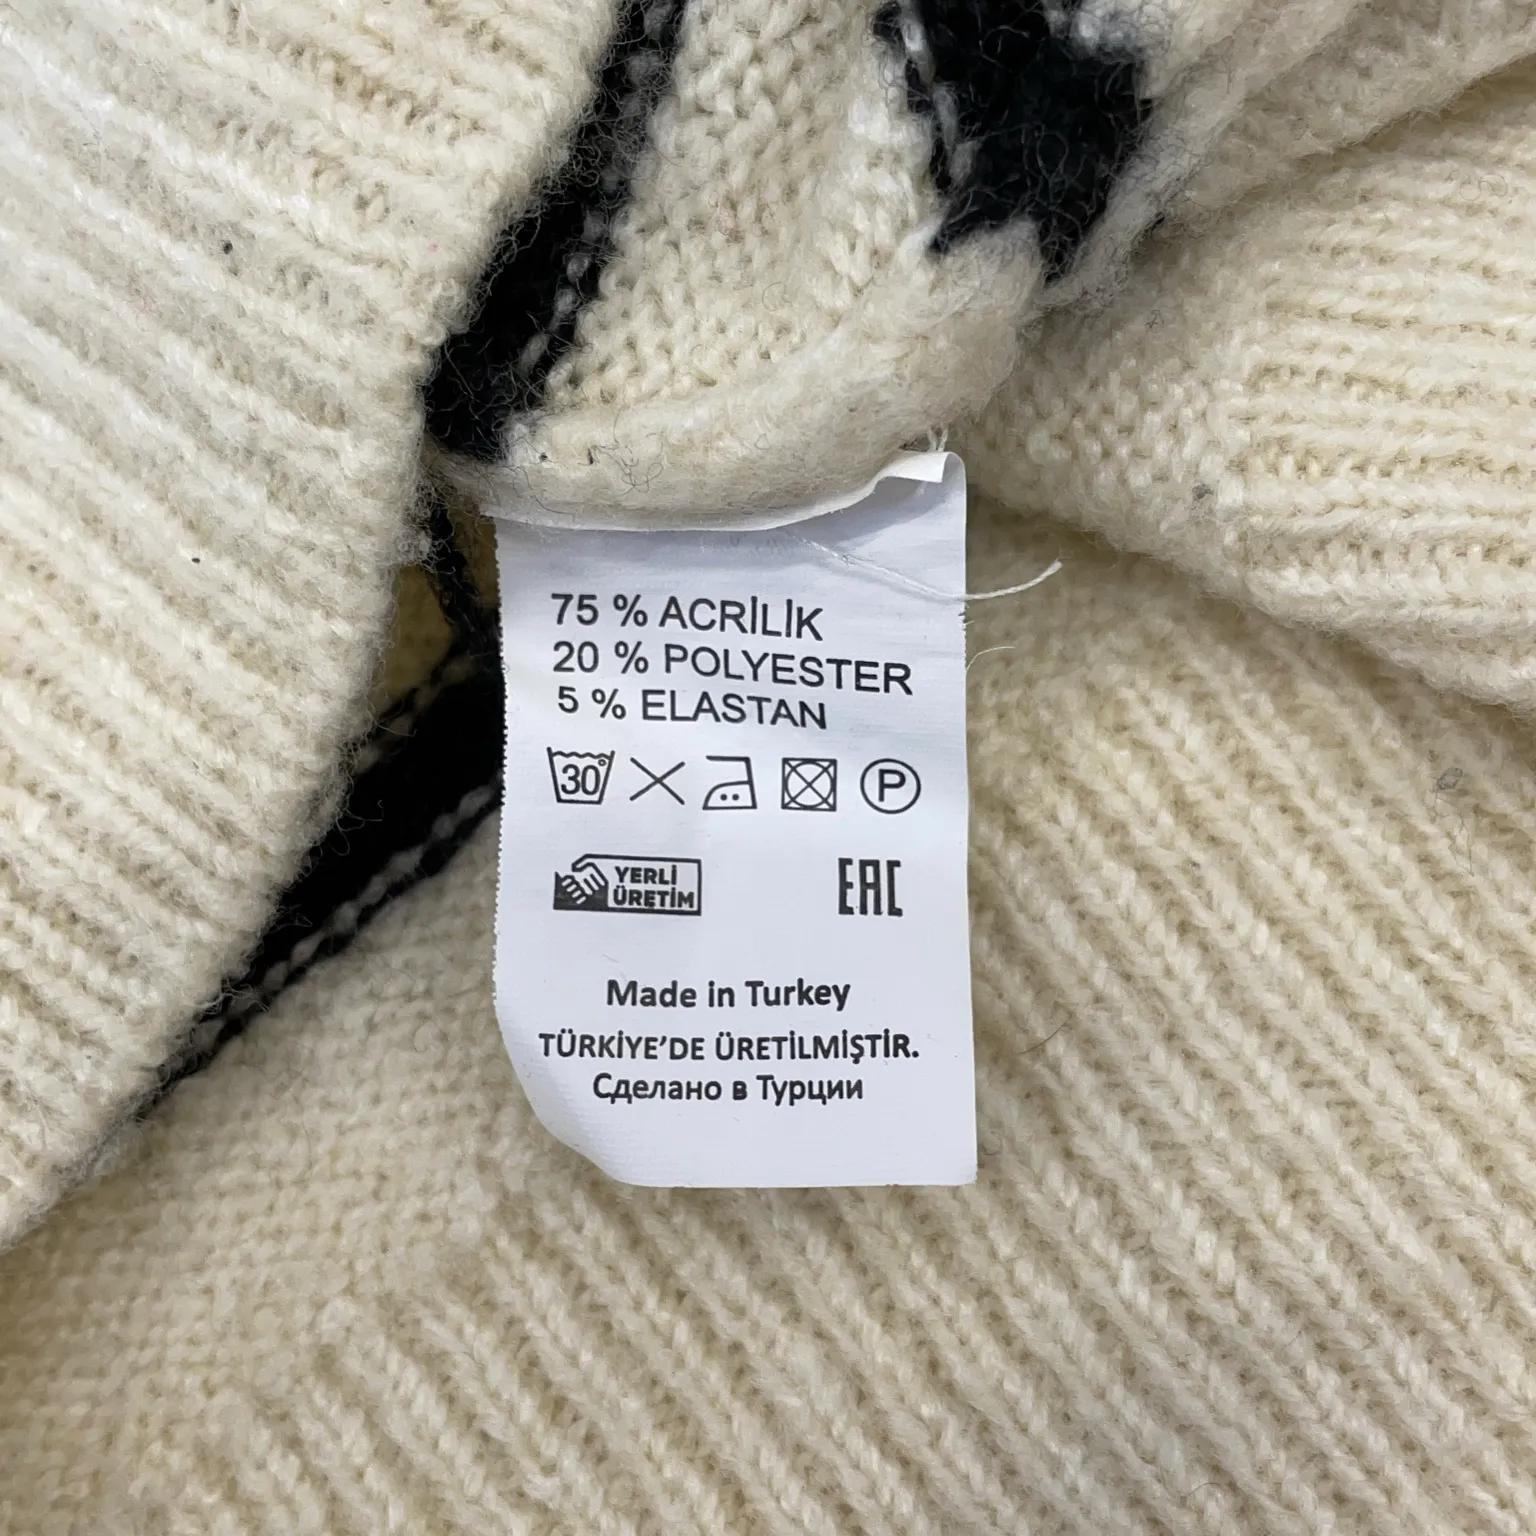 75 % ACRİLİK
20 % POLYESTER
5 % ELASTAN
30°
P
YERLİ
ÜRETİM
EAC
Made in Turkey
TÜRKİYE'DE ÜRETİLMİŞTİR.
Сделано в Турции